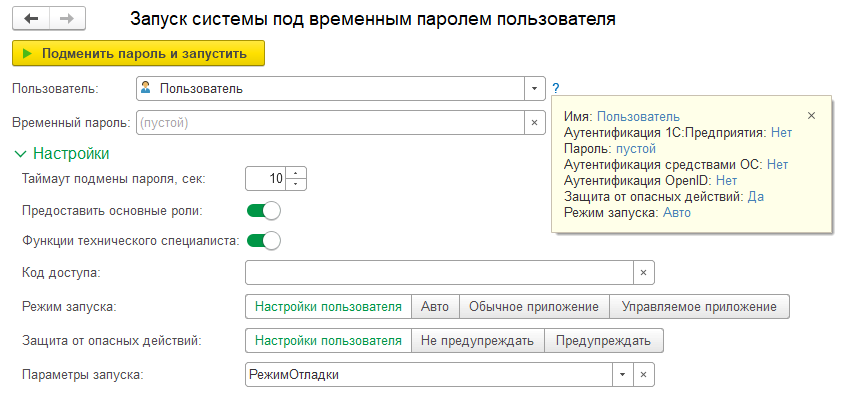 Запуск системы под временным паролем пользователя
Подменить пароль и запустить
Пользователь: Пользователь ?
Временный пароль: (пустой) ×
Имя: Пользователь ×
Аутентификация 1С:Предприятия: Нет
Пароль: пустой
Аутентификация средствами ОС: Нет
Аутентификация OpenID: Нет
Защита от опасных действий: Да
Режим запуска: Авто
Настройки
Таймаут подмены пароля, сек: 10
Предоставить основные роли:
Функции технического специалиста:
Код доступа: ×
Режим запуска: Настройки пользователя Авто Обычное приложение Управляемое приложение
Защита от опасных действий: Настройки пользователя Не предупреждать Предупреждать
Параметры запуска: РежимОтладки ×